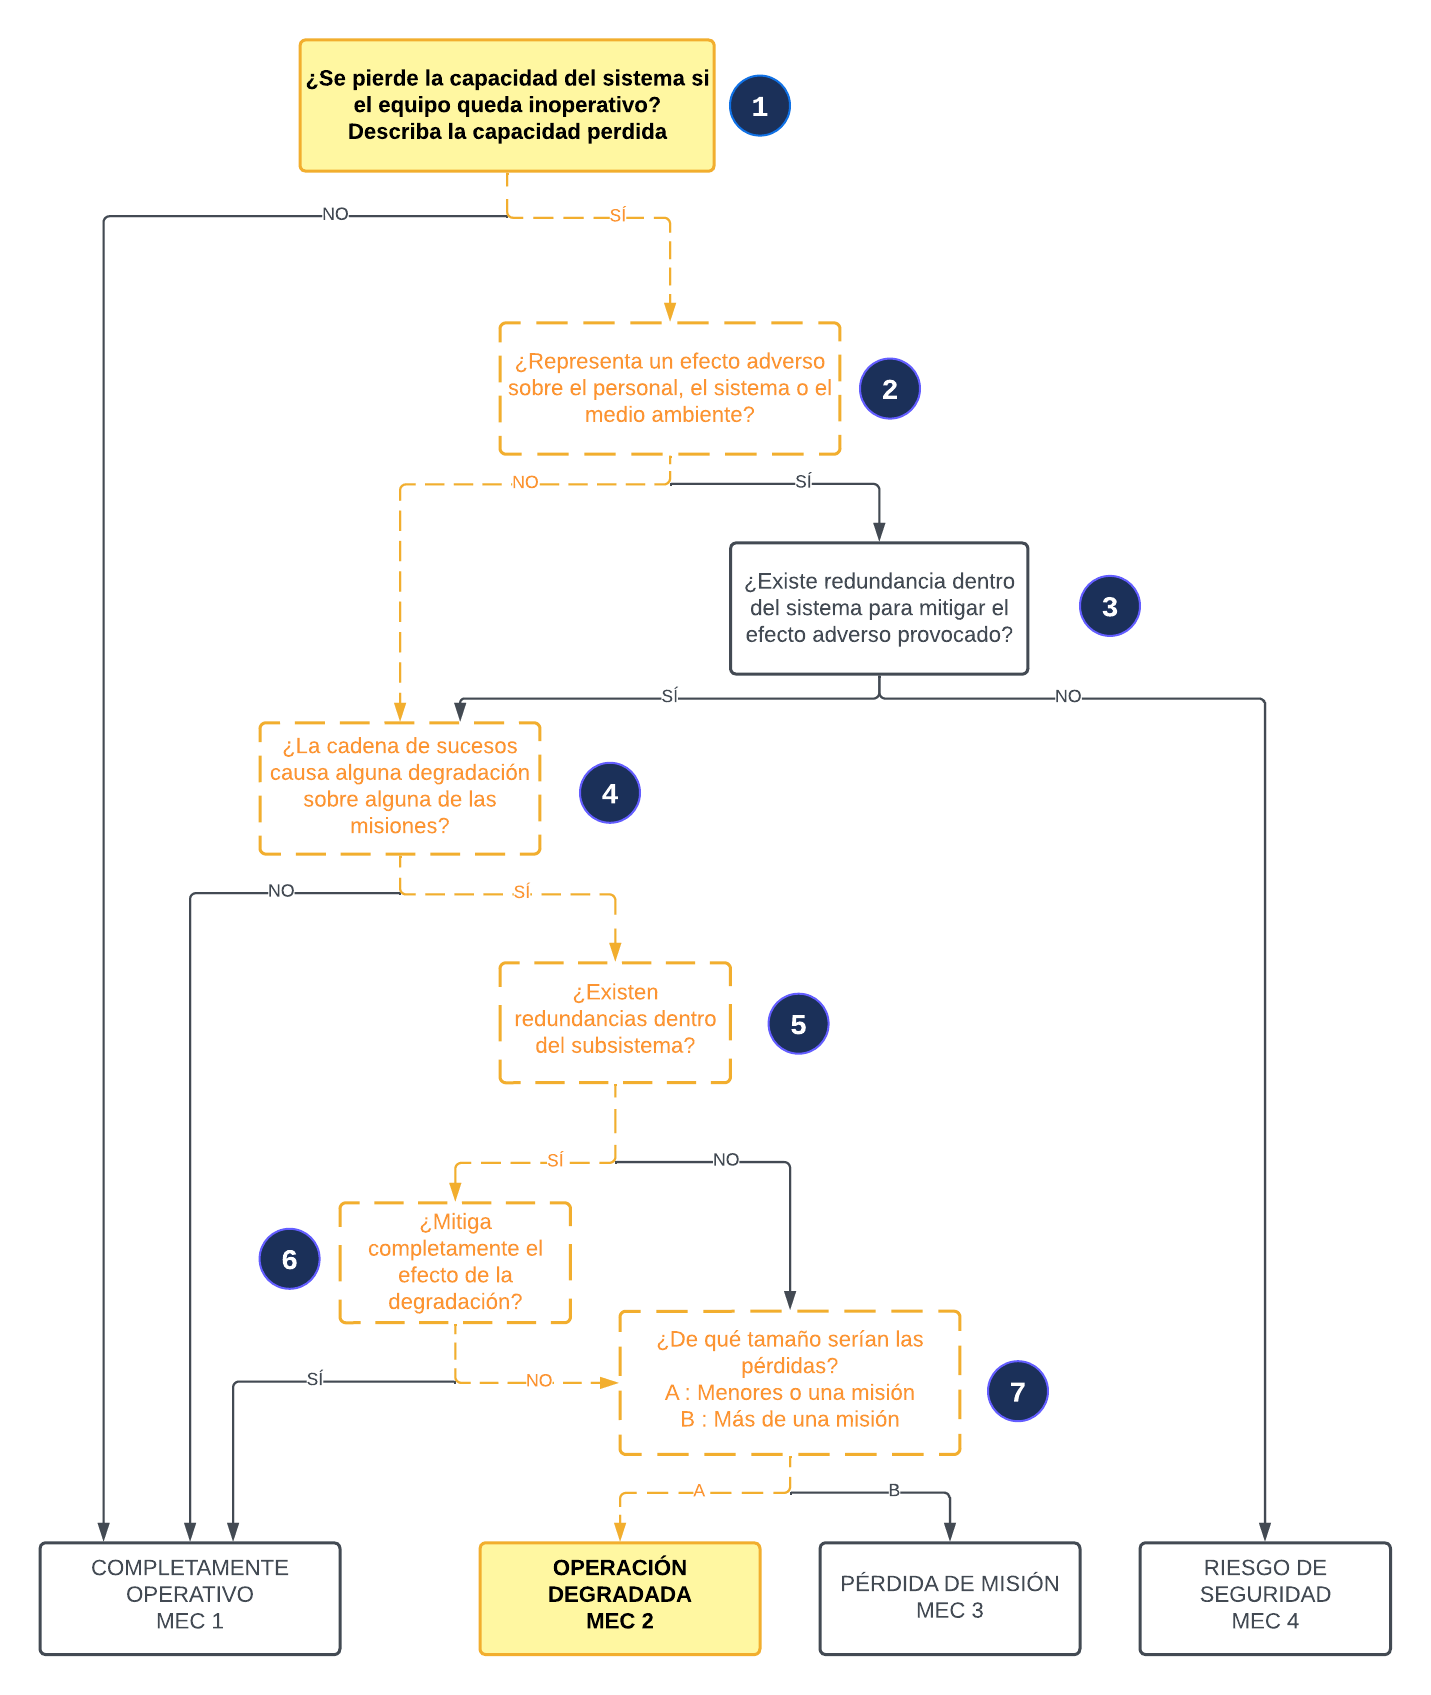 ¿Se pierde la capacidad del sistema si
el equipo queda inoperativo?
Describa la capacidad perdida
1
NO
SÍ
¿Representa un efecto adverso
sobre el personal, el sistema o el
medio ambiente?
2
NO
SÍ
¿Existe redundancia dentro
del sistema para mitigar el
efecto adverso provocado?
3
SÍ
NO
¿La cadena de sucesos
causa alguna degradación
sobre alguna de las
misiones?
4
NO
SÍ
¿Existen
redundancias dentro
del subsistema?
5
SÍ
NO
¿Mitiga
completamente el
efecto de la
degradación?
6
SÍ
NO
¿De qué tamaño serían las
pérdidas?
A : Menores o una misión
B : Más de una misión
7
A
B
COMPLETAMENTE
OPERATIVO
MEC 1
OPERACIÓN
DEGRADADA
MEC 2
PÉRDIDA DE MISIÓN
MEC 3
RIESGO DE
SEGURIDAD
MEC 4